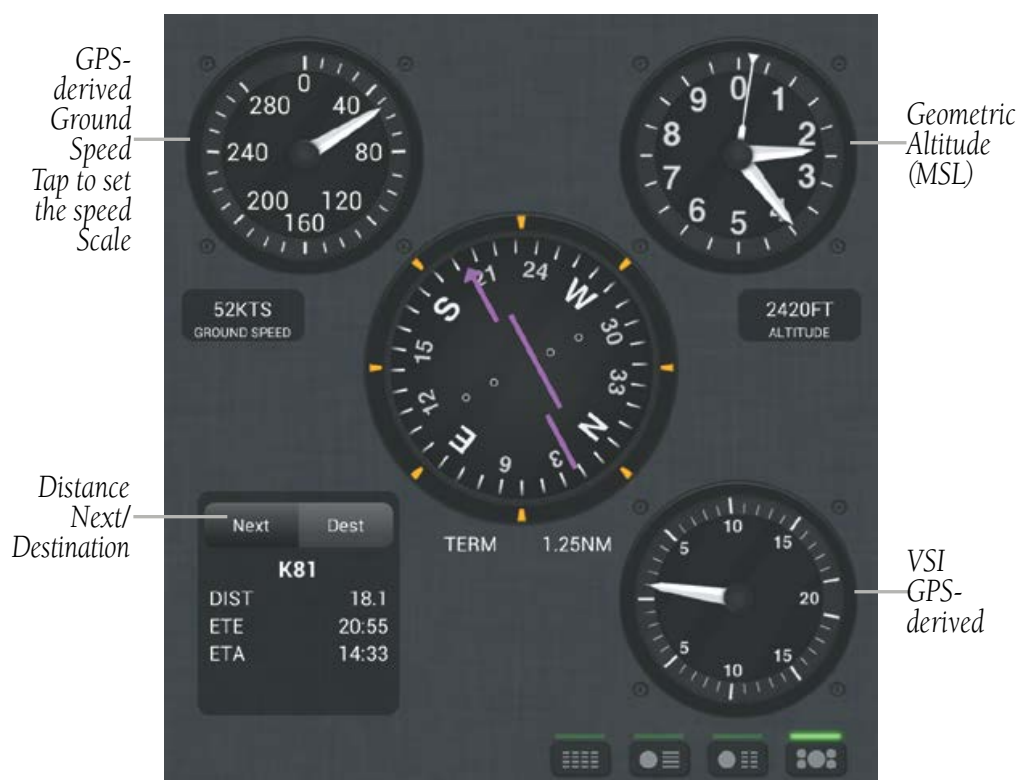 GPS-
derived
Ground
Speed
Tap to set
the speed
Scale
0
40
80
120
160
200
240
280
52KTS
GROUND SPEED
0
1
2
3
4
5
6
7
8
9
Geometric
Altitude
(MSL)
2420FT
ALTITUDE
21
24
W
30
33
N
3
6
E
12
15
S
TERM 1.25NM
Distance
Next/
Destination
Next Dest
K81
DIST 18.1
ETE 20:55
ETA 14:33
5
10
15
20
15
10
5
VSI
GPS-
derived